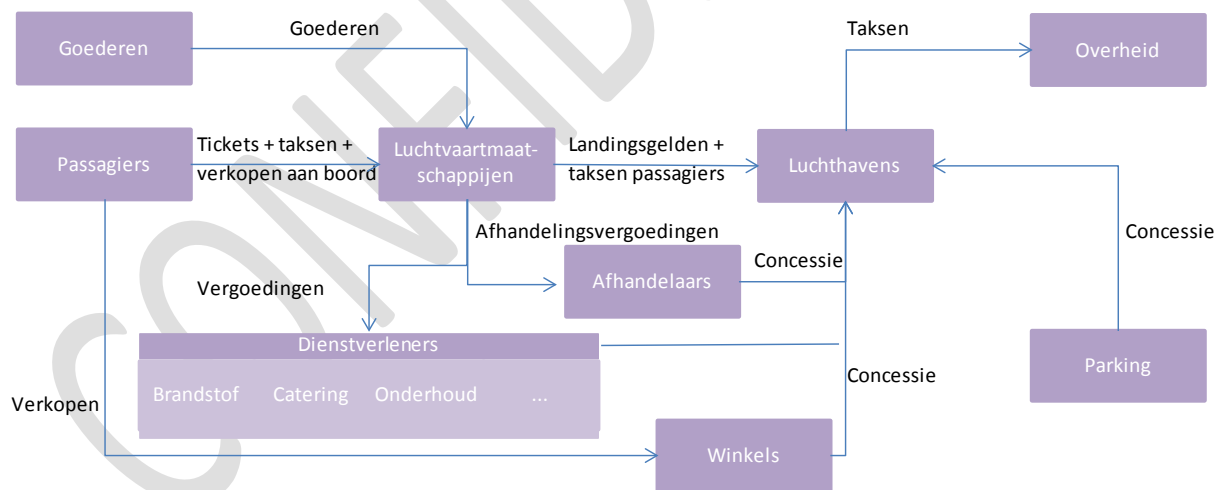 Goederen
Goederen
Taksen
Overheid
Passagiers
Tickets + taksen +
verkopen aan boord
Luchtvaartmaat-
schappijen
Landingsgelden +
taksen passagiers
Luchthavens
Afhandelingsvergoedingen
Concessie
Vergoedingen
Afhandelaars
Concessie
Dienstverleners
Brandstof
Catering
Onderhoud
...
Concessie
Parking
Verkopen
Winkels
CONFID